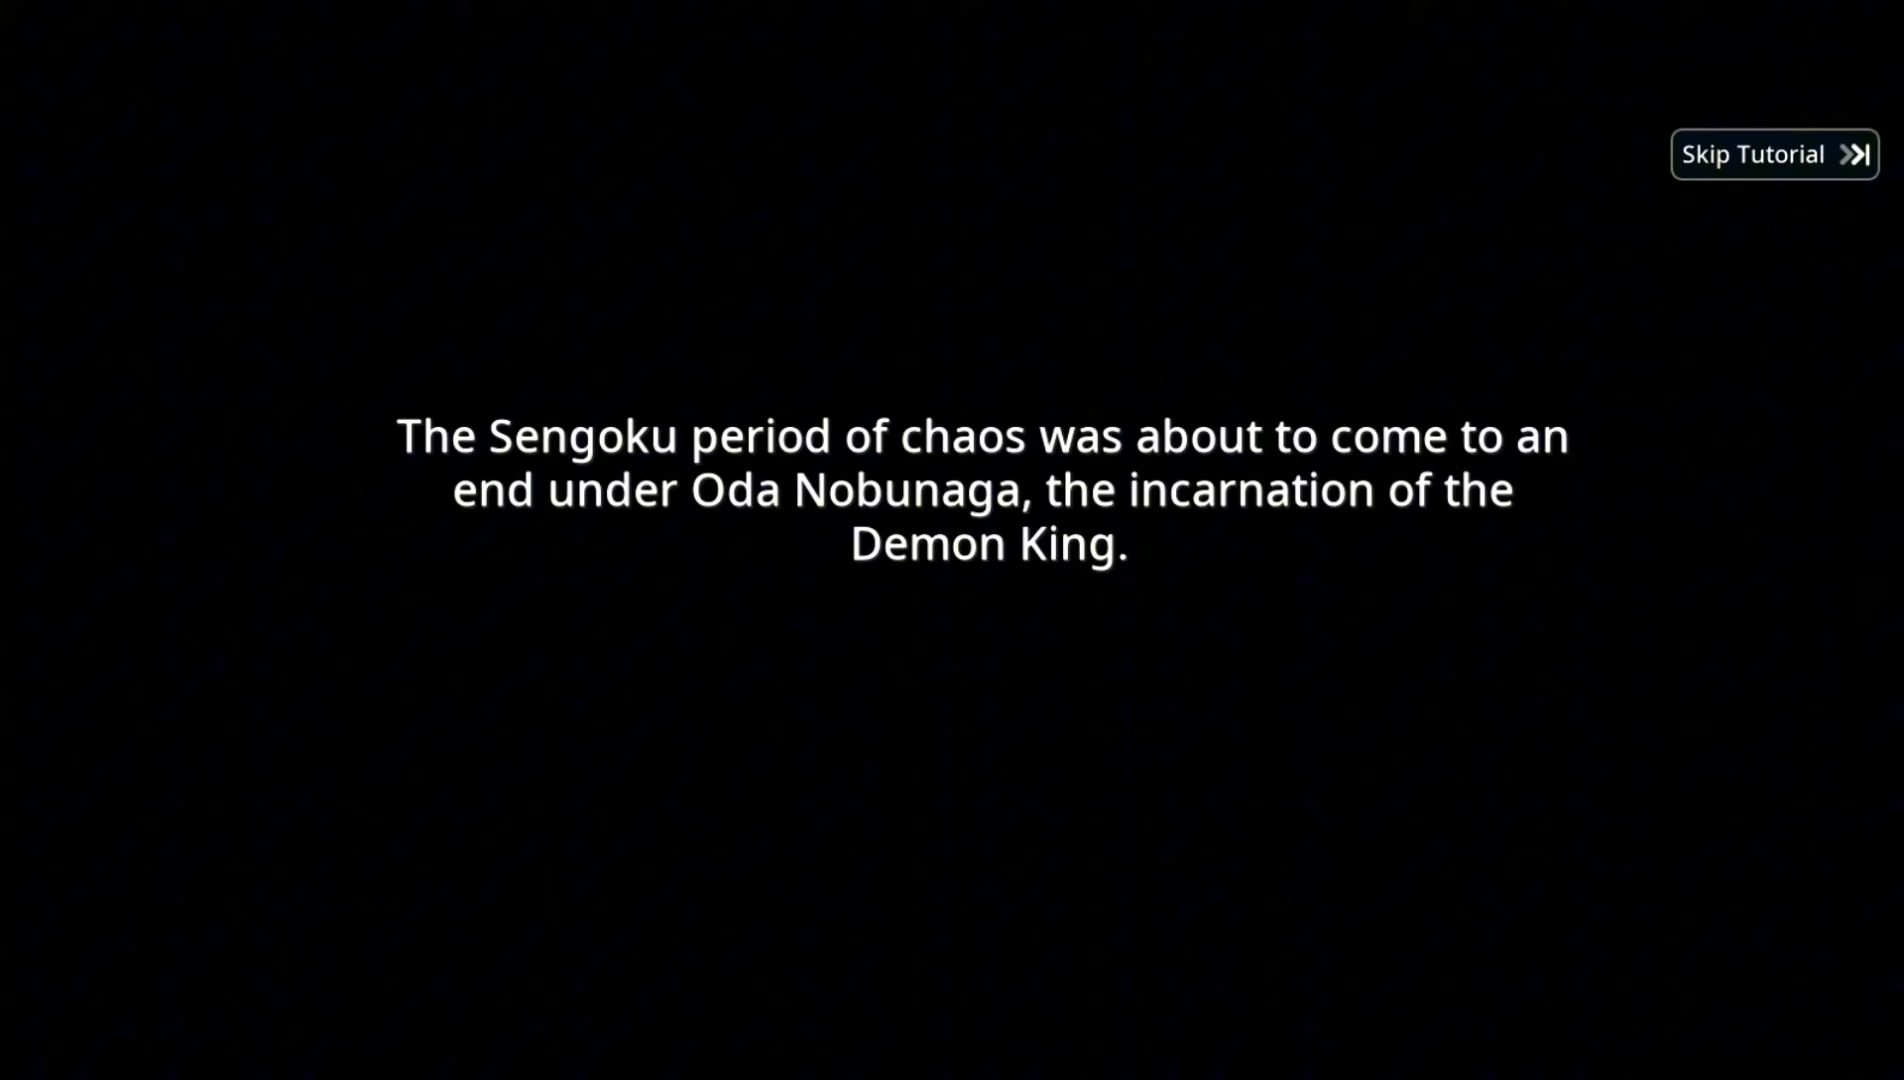 Skip Tutorial
The Sengoku period of chaos was about to come to an
end under Oda Nobunaga, the incarnation of the
Demon King.